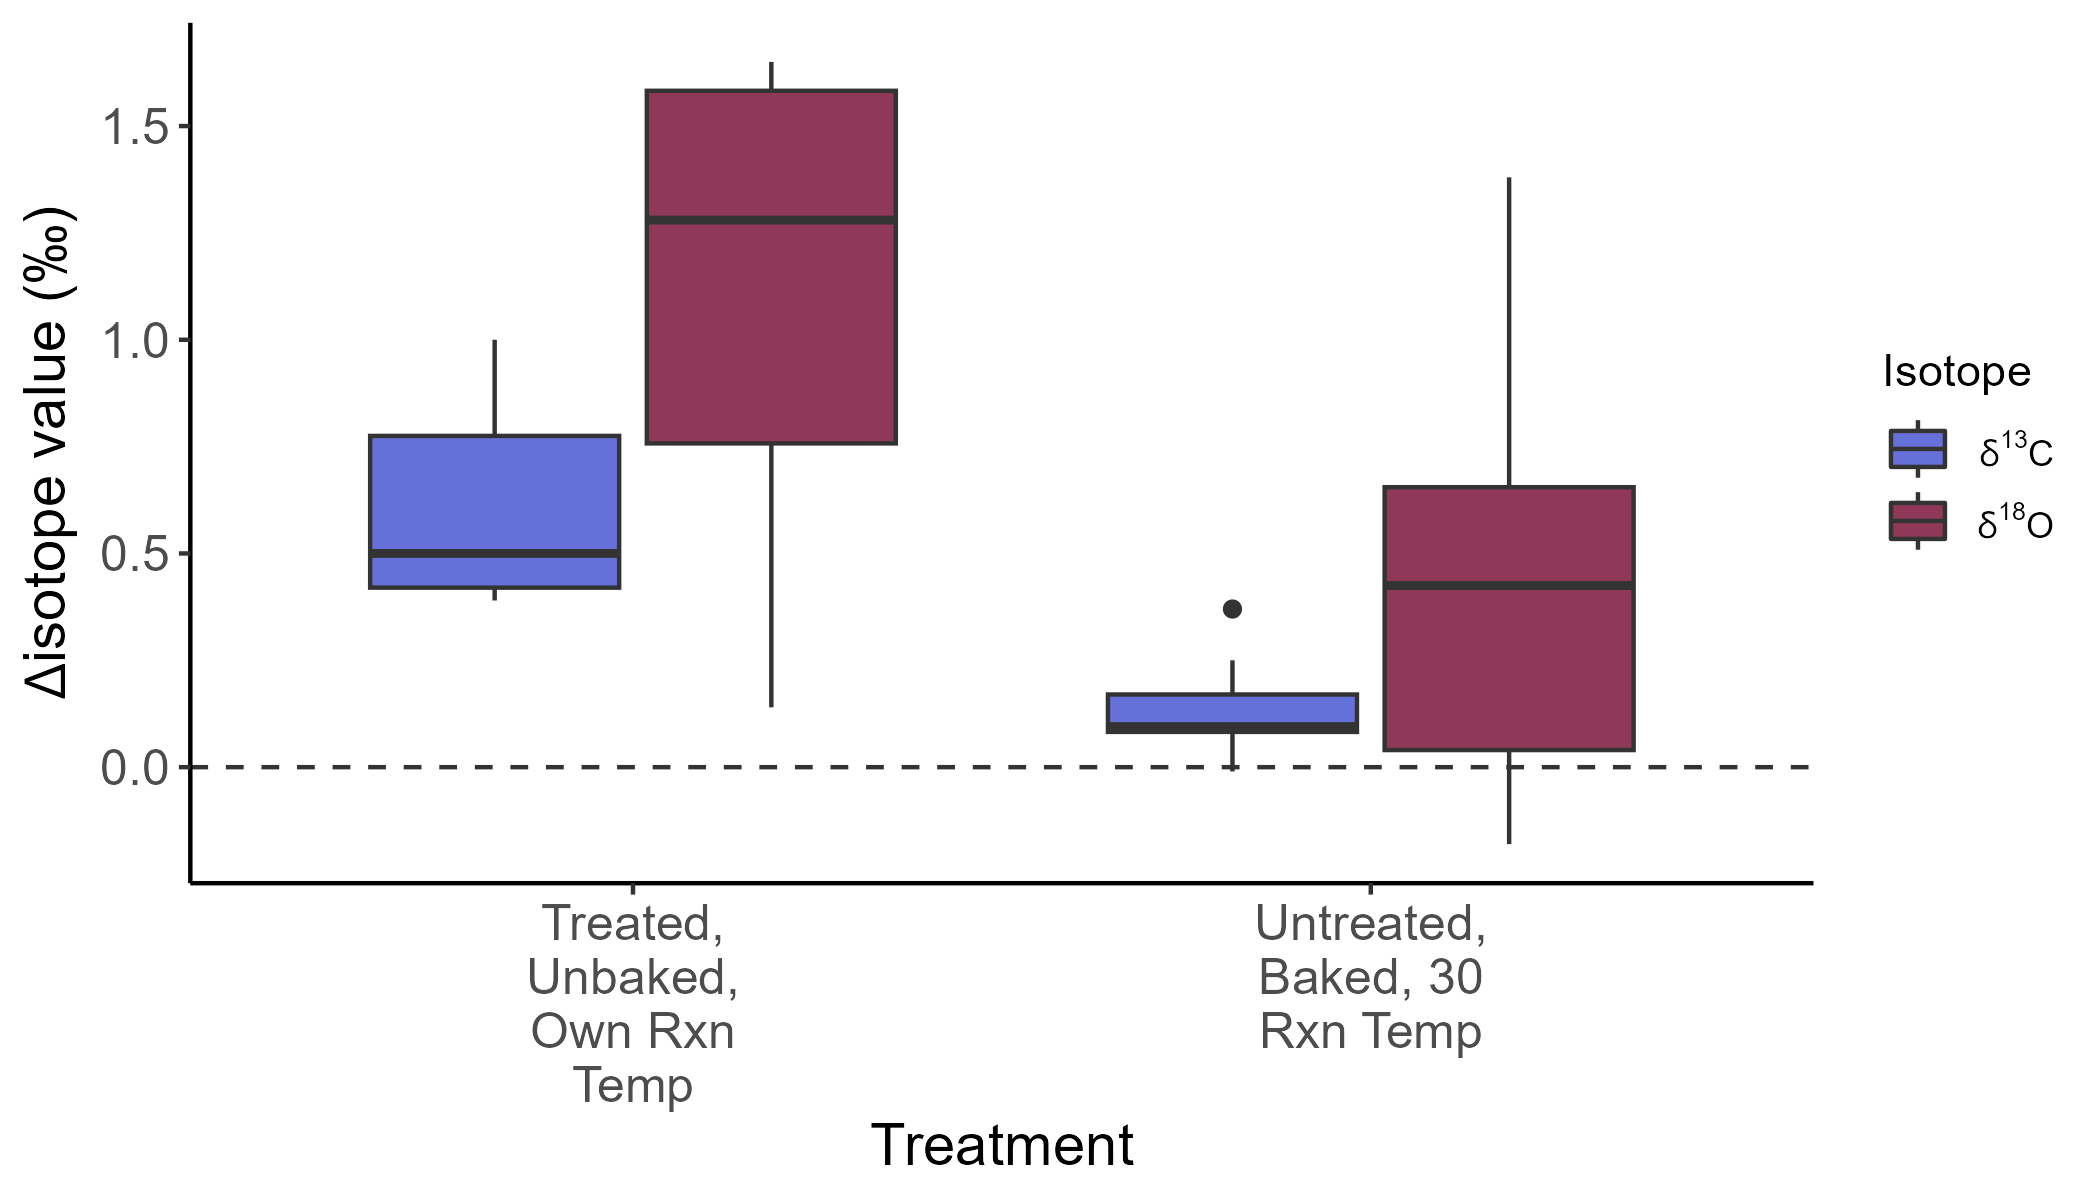 Δisotope value (‰)
1.5
1.0
0.5
0.0
Treated,
Unbaked,
Own Rxn
Temp
Untreated,
Baked, 30
Rxn Temp
Treatment
Isotope
δ¹³C
δ¹⁸O